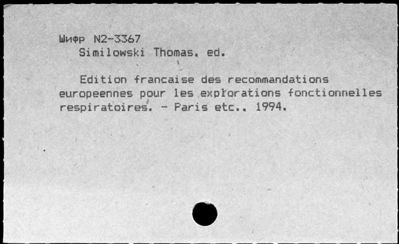 Шифр N2-3367
Similowski Thomas, ed.
Edition francaise des recommandations
europeennes pour les explorations fonctionnelles
respiratoires. - Paris etc., 1994.